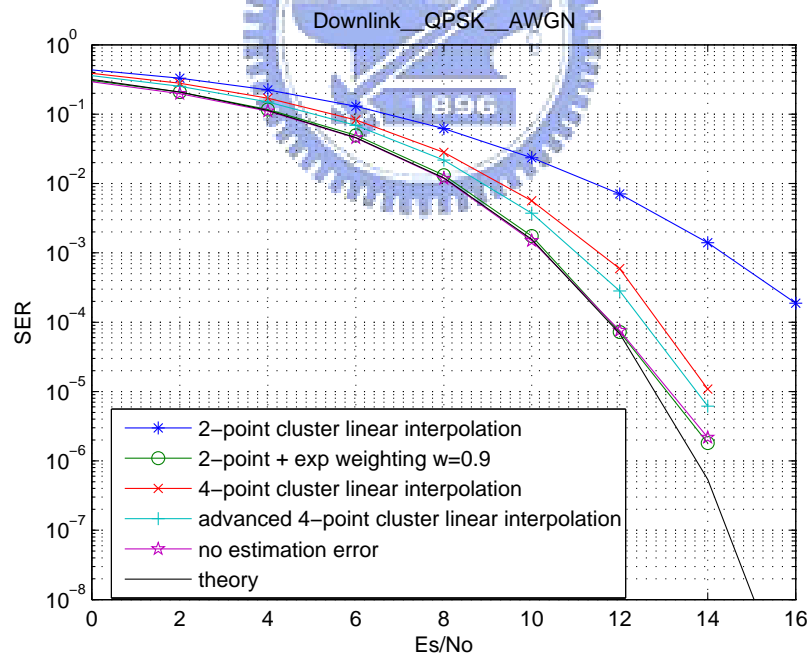 Downlink__QPSK__AWGN
10^0
10^-1
10^-2
10^-3
10^-4
10^-5
10^-6
10^-7
10^-8
SER
1896
2-point cluster linear interpolation
2-point + exp weighting w=0.9
4-point cluster linear interpolation
advanced 4-point cluster linear interpolation
no estimation error
theory
0 2 4 6 8 10 12 14 16
Es/No